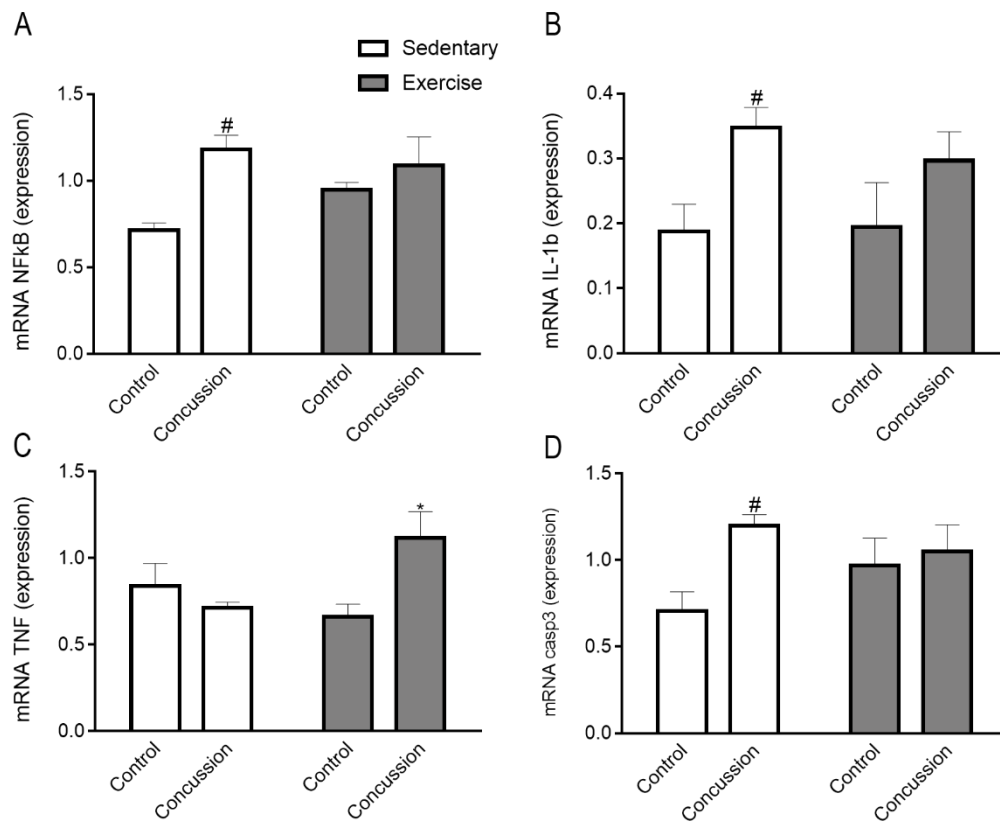 A
Sedentary
Exercise
mRNA NFkB (expression)
1.5
1.0
0.5
0.0
#
Control
Concussion
Control
Concussion
B
mRNA IL-1b (expression)
0.4
0.3
0.2
0.1
0.0
#
Control
Concussion
Control
Concussion
C
mRNA TNF (expression)
1.5
1.0
0.5
0.0
*
Control
Concussion
Control
Concussion
D
mRNA casp3 (expression)
1.5
1.0
0.5
0.0
#
Control
Concussion
Control
Concussion